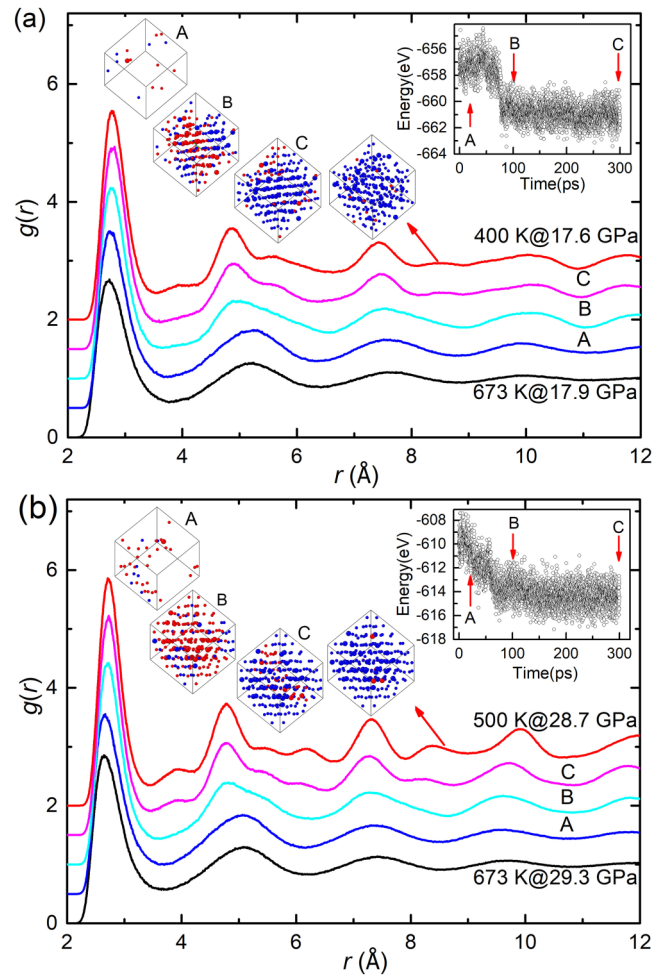 (a)
A
B
C
g(r)
6
4
2
0
400 K@17.6 GPa
C
B
A
673 K@17.9 GPa
2
4
6
8
10
12
r (Å)
Energy(eV)
-656
-658
-660
-662
-664
A
B
C
0
100
200
300
Time(ps)
(b)
A
B
C
g(r)
6
4
2
0
500 K@28.7 GPa
C
B
A
673 K@29.3 GPa
2
4
6
8
10
12
r (Å)
Energy(eV)
-608
-610
-612
-614
-616
-618
A
B
C
0
100
200
300
Time(ps)